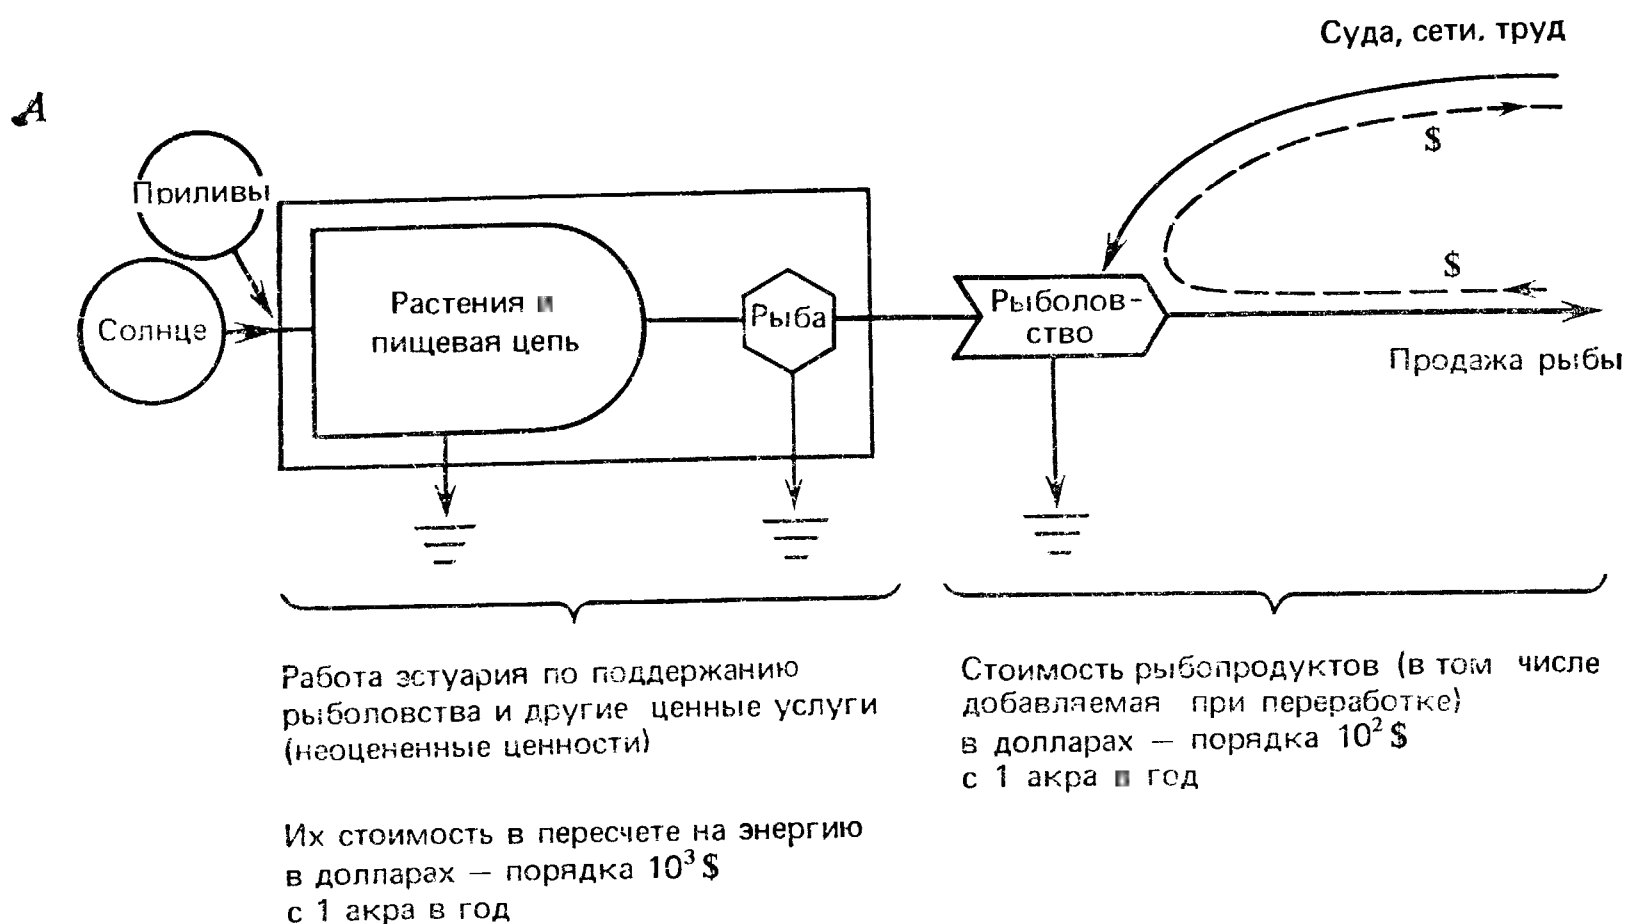 Суда, сети, труд
A
$
Приливы
$
Растения и
пищевая цепь
Рыба
Рыболов-
ство
Солнце
Продажа рыбы
Работа эстуария по поддержанию
рыболовства и другие ценные услуги
(неоцененные ценности)
Их стоимость в пересчете на энергию
в долларах — порядка 10³ $
с 1 акра в год
Стоимость рыбопродуктов (в том числе
добавляемая при переработке)
в долларах — порядка 10² $
с 1 акра в год